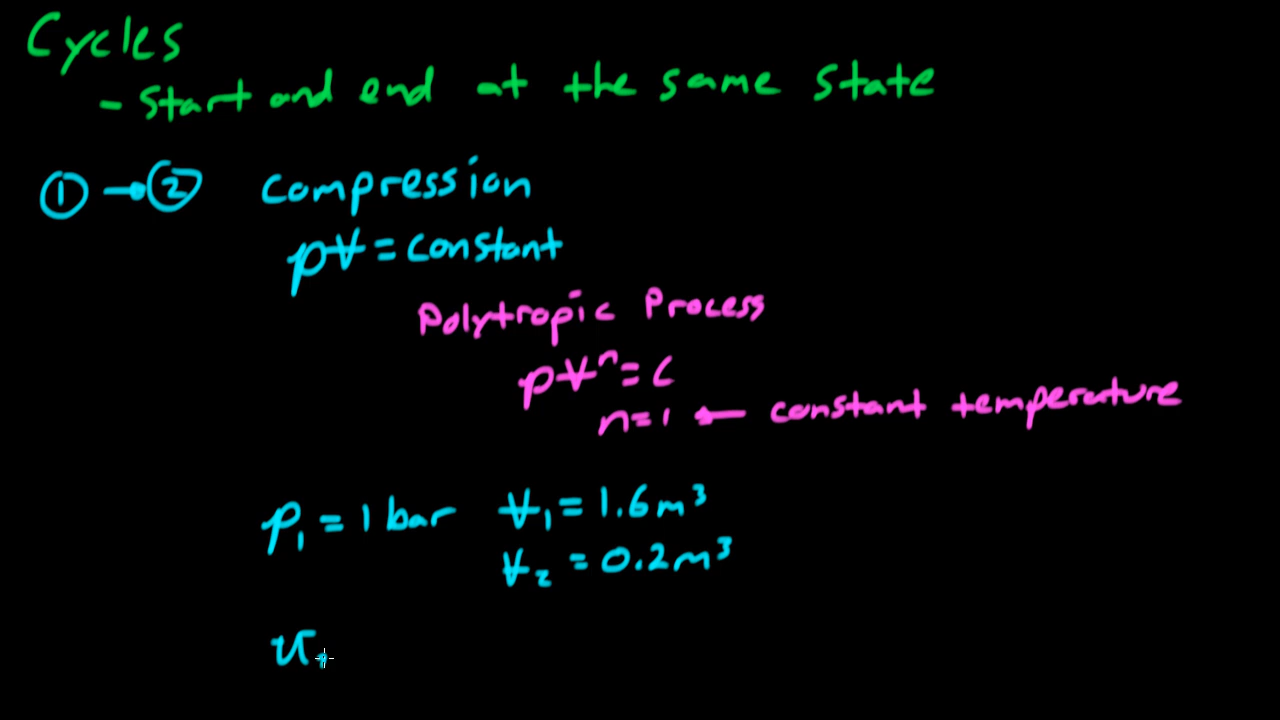 Cycles
- Start and end at the same state
① → ② Compression
pV = constant
Polytropic Process
pVⁿ = C
n = 1 ← constant temperature
p₁ = 1 bar V₁ = 1.6 m³
V₂ = 0.2 m³
U